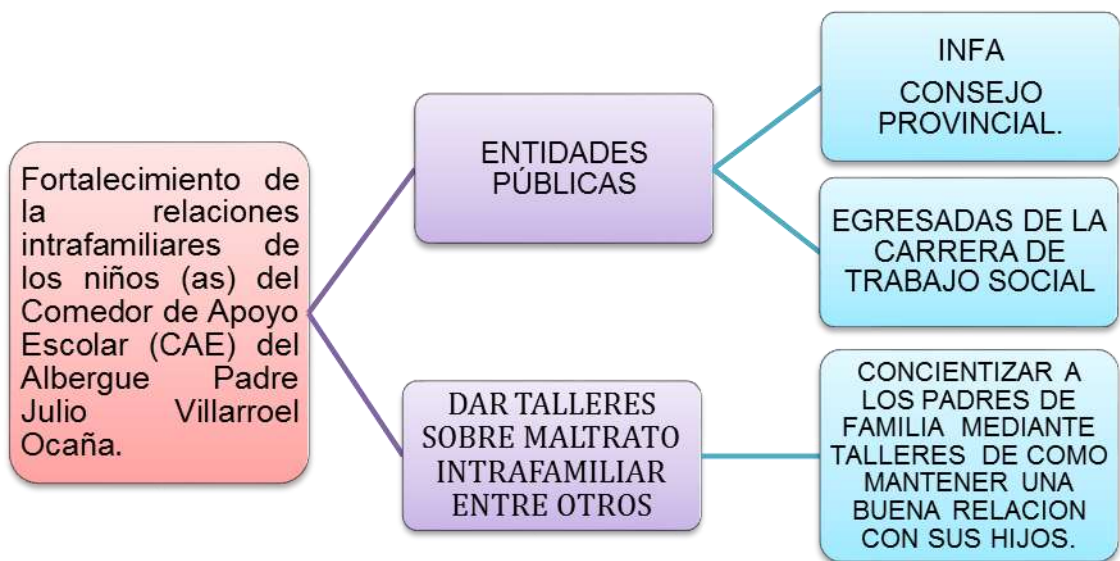 Fortalecimiento de
la relaciones
intrafamiliares de
los niños (as) del
Comedor de Apoyo
Escolar (CAE) del
Albergue Padre
Julio Villarroel
Ocaña.
ENTIDADES
PÚBLICAS
INFA
CONSEJO
PROVINCIAL.
EGRESADAS DE LA
CARRERA DE
TRABAJO SOCIAL
DAR TALLERES
SOBRE MALTRATO
INTRAFAMILIAR
ENTRE OTROS
CONCIENTIZAR A
LOS PADRES DE
FAMILIA MEDIANTE
TALLERES DE COMO
MANTENER UNA
BUENA RELACION
CON SUS HIJOS.